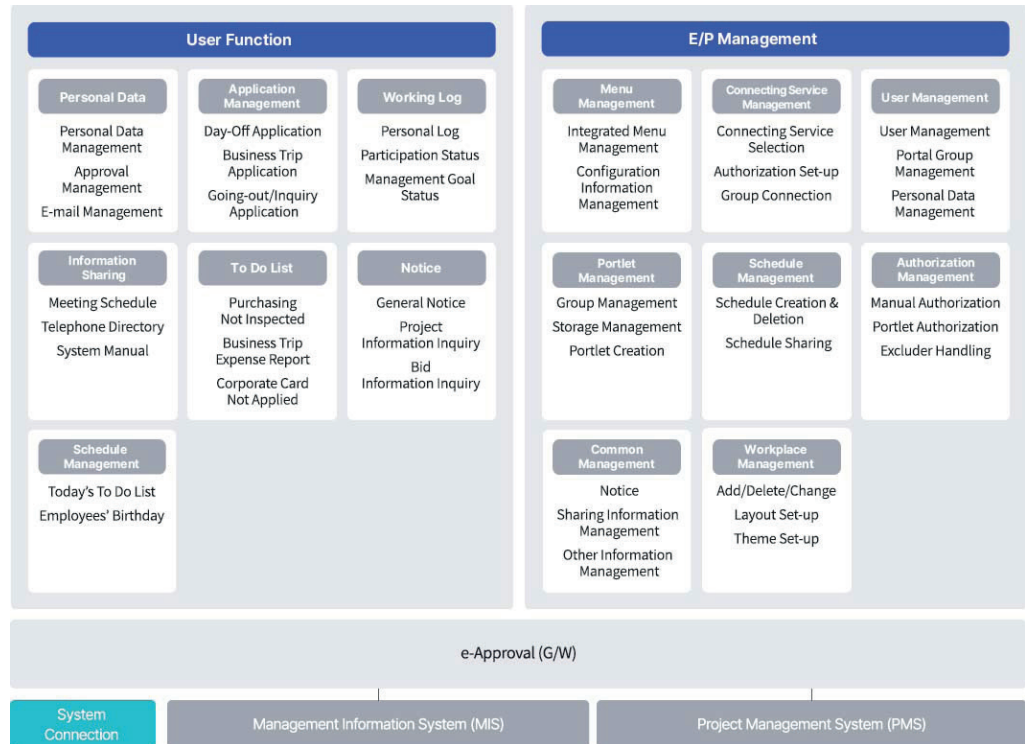 User Function
Personal Data
Personal Data
Management
Approval
Management
E-mail Management
Application
Management
Day-Off Application
Business Trip
Application
Going-out/Inquiry
Application
Working Log
Personal Log
Participation Status
Management Goal
Status
Information
Sharing
Meeting Schedule
Telephone Directory
System Manual
To Do List
Purchasing
Not Inspected
Business Trip
Expense Report
Corporate Card
Not Applied
Notice
General Notice
Project
Information Inquiry
Bid
Information Inquiry
Schedule
Management
Today's To Do List
Employees' Birthday
E/P Management
Menu
Management
Integrated Menu
Management
Configuration
Information
Management
Connecting Service
Management
Connecting Service
Selection
Authorization Set-up
Group Connection
User Management
User Management
Portal Group
Management
Personal Data
Management
Portlet
Management
Group Management
Storage Management
Portlet Creation
Schedule
Management
Schedule Creation &
Deletion
Schedule Sharing
Authorization
Management
Manual Authorization
Portlet Authorization
Excluder Handling
Common
Management
Notice
Sharing Information
Management
Other Information
Management
Workplace
Management
Add/Delete/Change
Layout Set-up
Theme Set-up
e-Approval (G/W)
System
Connection
Management Information System (MIS)
Project Management System (PMS)